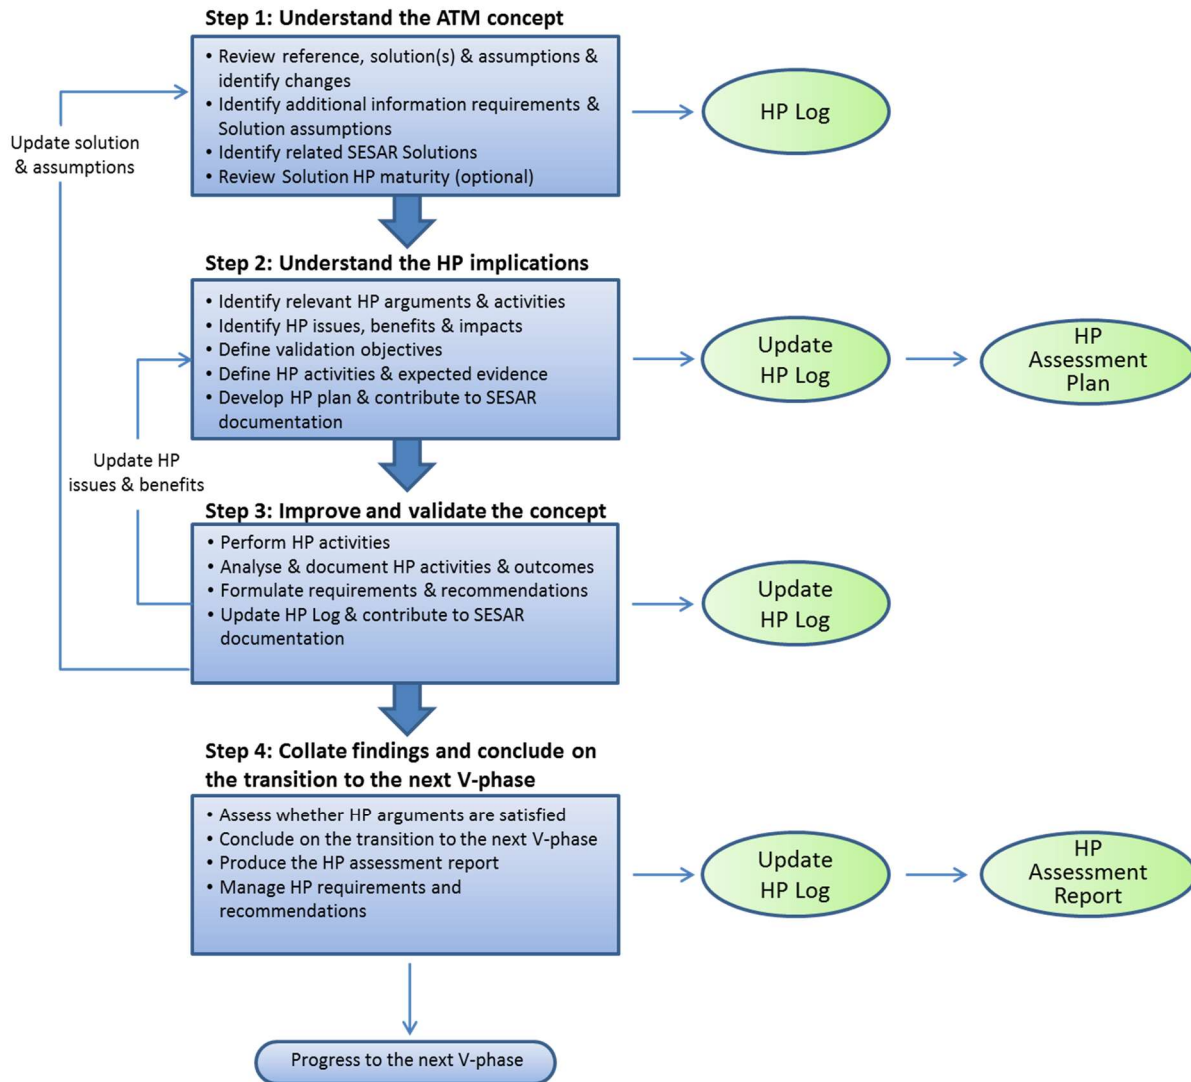 Step 1: Understand the ATM concept
• Review reference, solution(s) & assumptions &
identify changes
• Identify additional information requirements &
Solution assumptions
• Identify related SESAR Solutions
• Review Solution HP maturity (optional)
HP Log
Update solution
& assumptions
Step 2: Understand the HP implications
• Identify relevant HP arguments & activities
• Identify HP issues, benefits & impacts
• Define validation objectives
• Define HP activities & expected evidence
• Develop HP plan & contribute to SESAR
documentation
Update
HP Log
HP
Assessment
Plan
Update HP
issues & benefits
Step 3: Improve and validate the concept
• Perform HP activities
• Analyse & document HP activities & outcomes
• Formulate requirements & recommendations
• Update HP Log & contribute to SESAR
documentation
Update
HP Log
Step 4: Collate findings and conclude on
the transition to the next V-phase
• Assess whether HP arguments are satisfied
• Conclude on the transition to the next V-phase
• Produce the HP assessment report
• Manage HP requirements and
recommendations
Update
HP Log
HP
Assessment
Report
Progress to the next V-phase